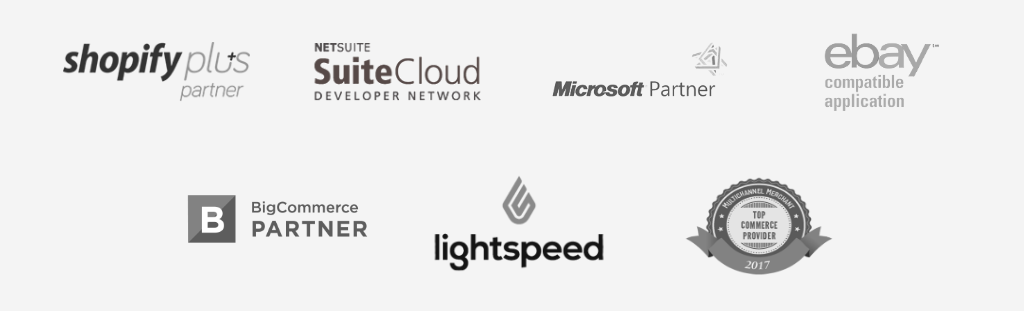 shopify plus
partner
NETSUITE
SuiteCloud
DEVELOPER NETWORK
Microsoft Partner
ebay™
compatible
application
B
BigCommerce
PARTNER
lightspeed
MULTICHANNEL MERCHANT
TOP
COMMERCE
PROVIDER
2017